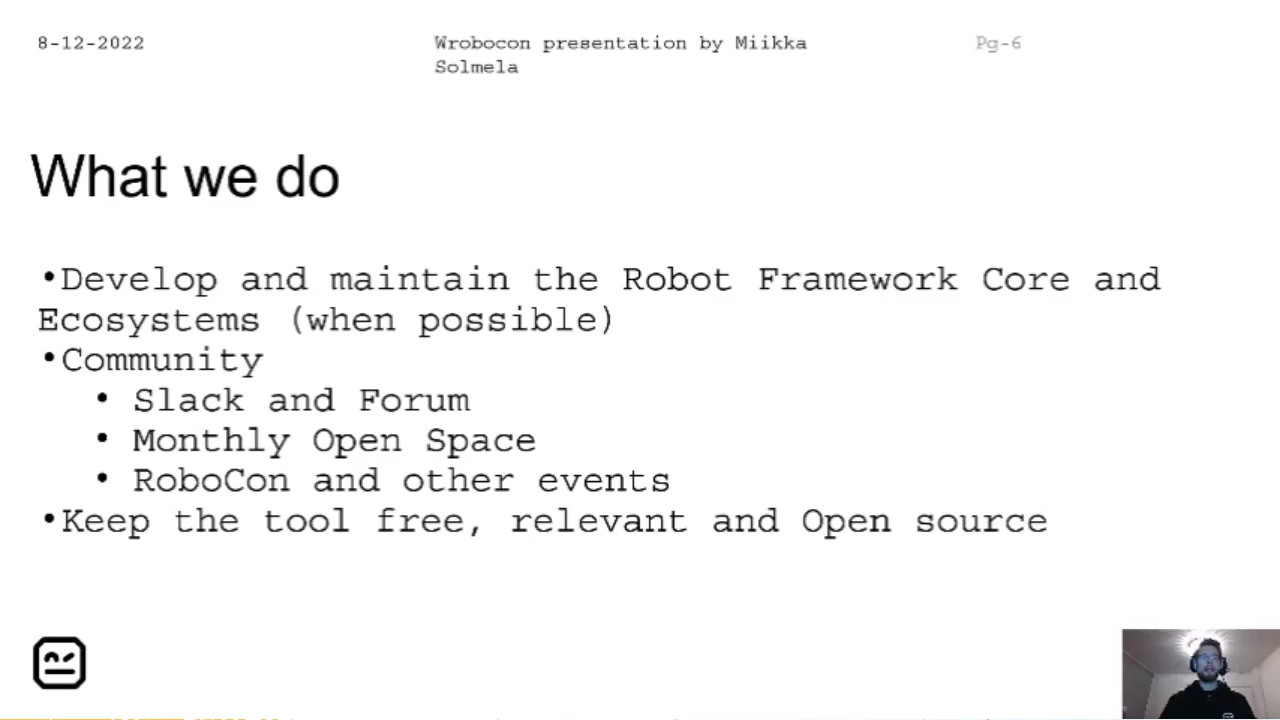 8-12-2022
Wrobocon presentation by Miikka
Solmela
Pg-6
What we do
•Develop and maintain the Robot Framework Core and
Ecosystems (when possible)
•Community
• Slack and Forum
• Monthly Open Space
• RoboCon and other events
•Keep the tool free, relevant and Open source